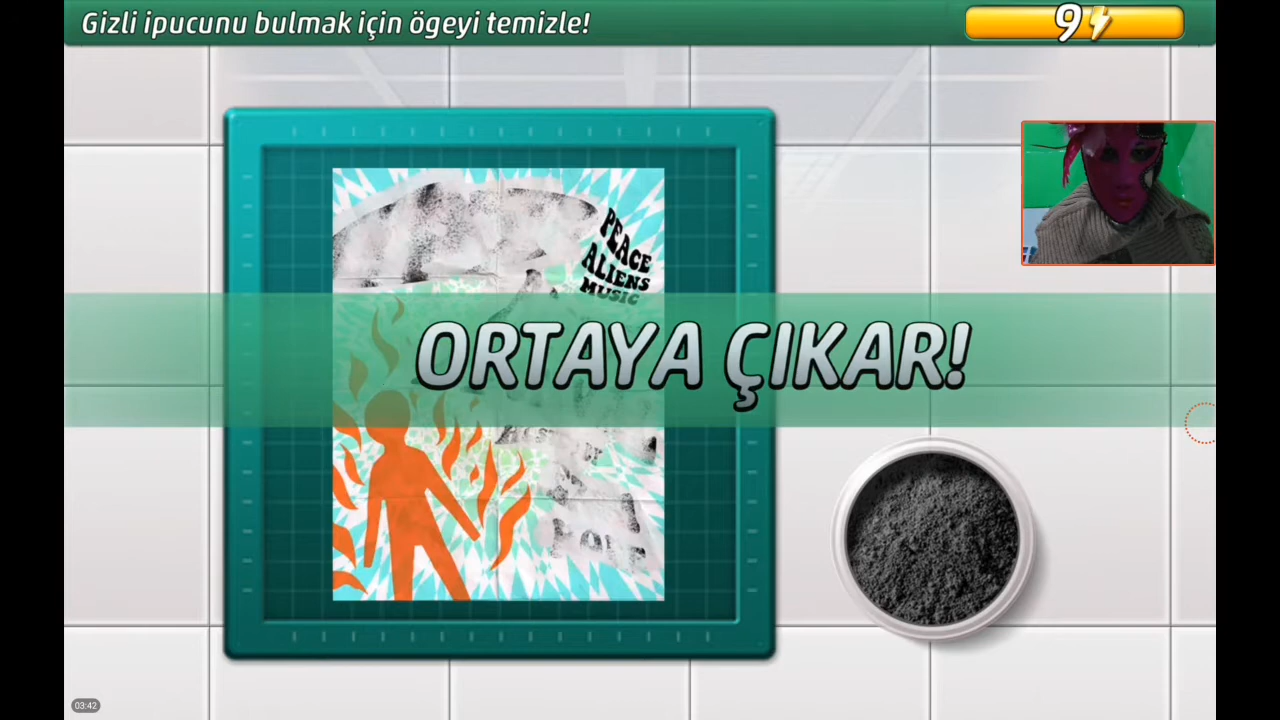 Gizli ipucunu bulmak için ögeyi temizle!
9
PEACE
ALIENS
MUSIC
ORTAYA ÇIKAR!
03:42